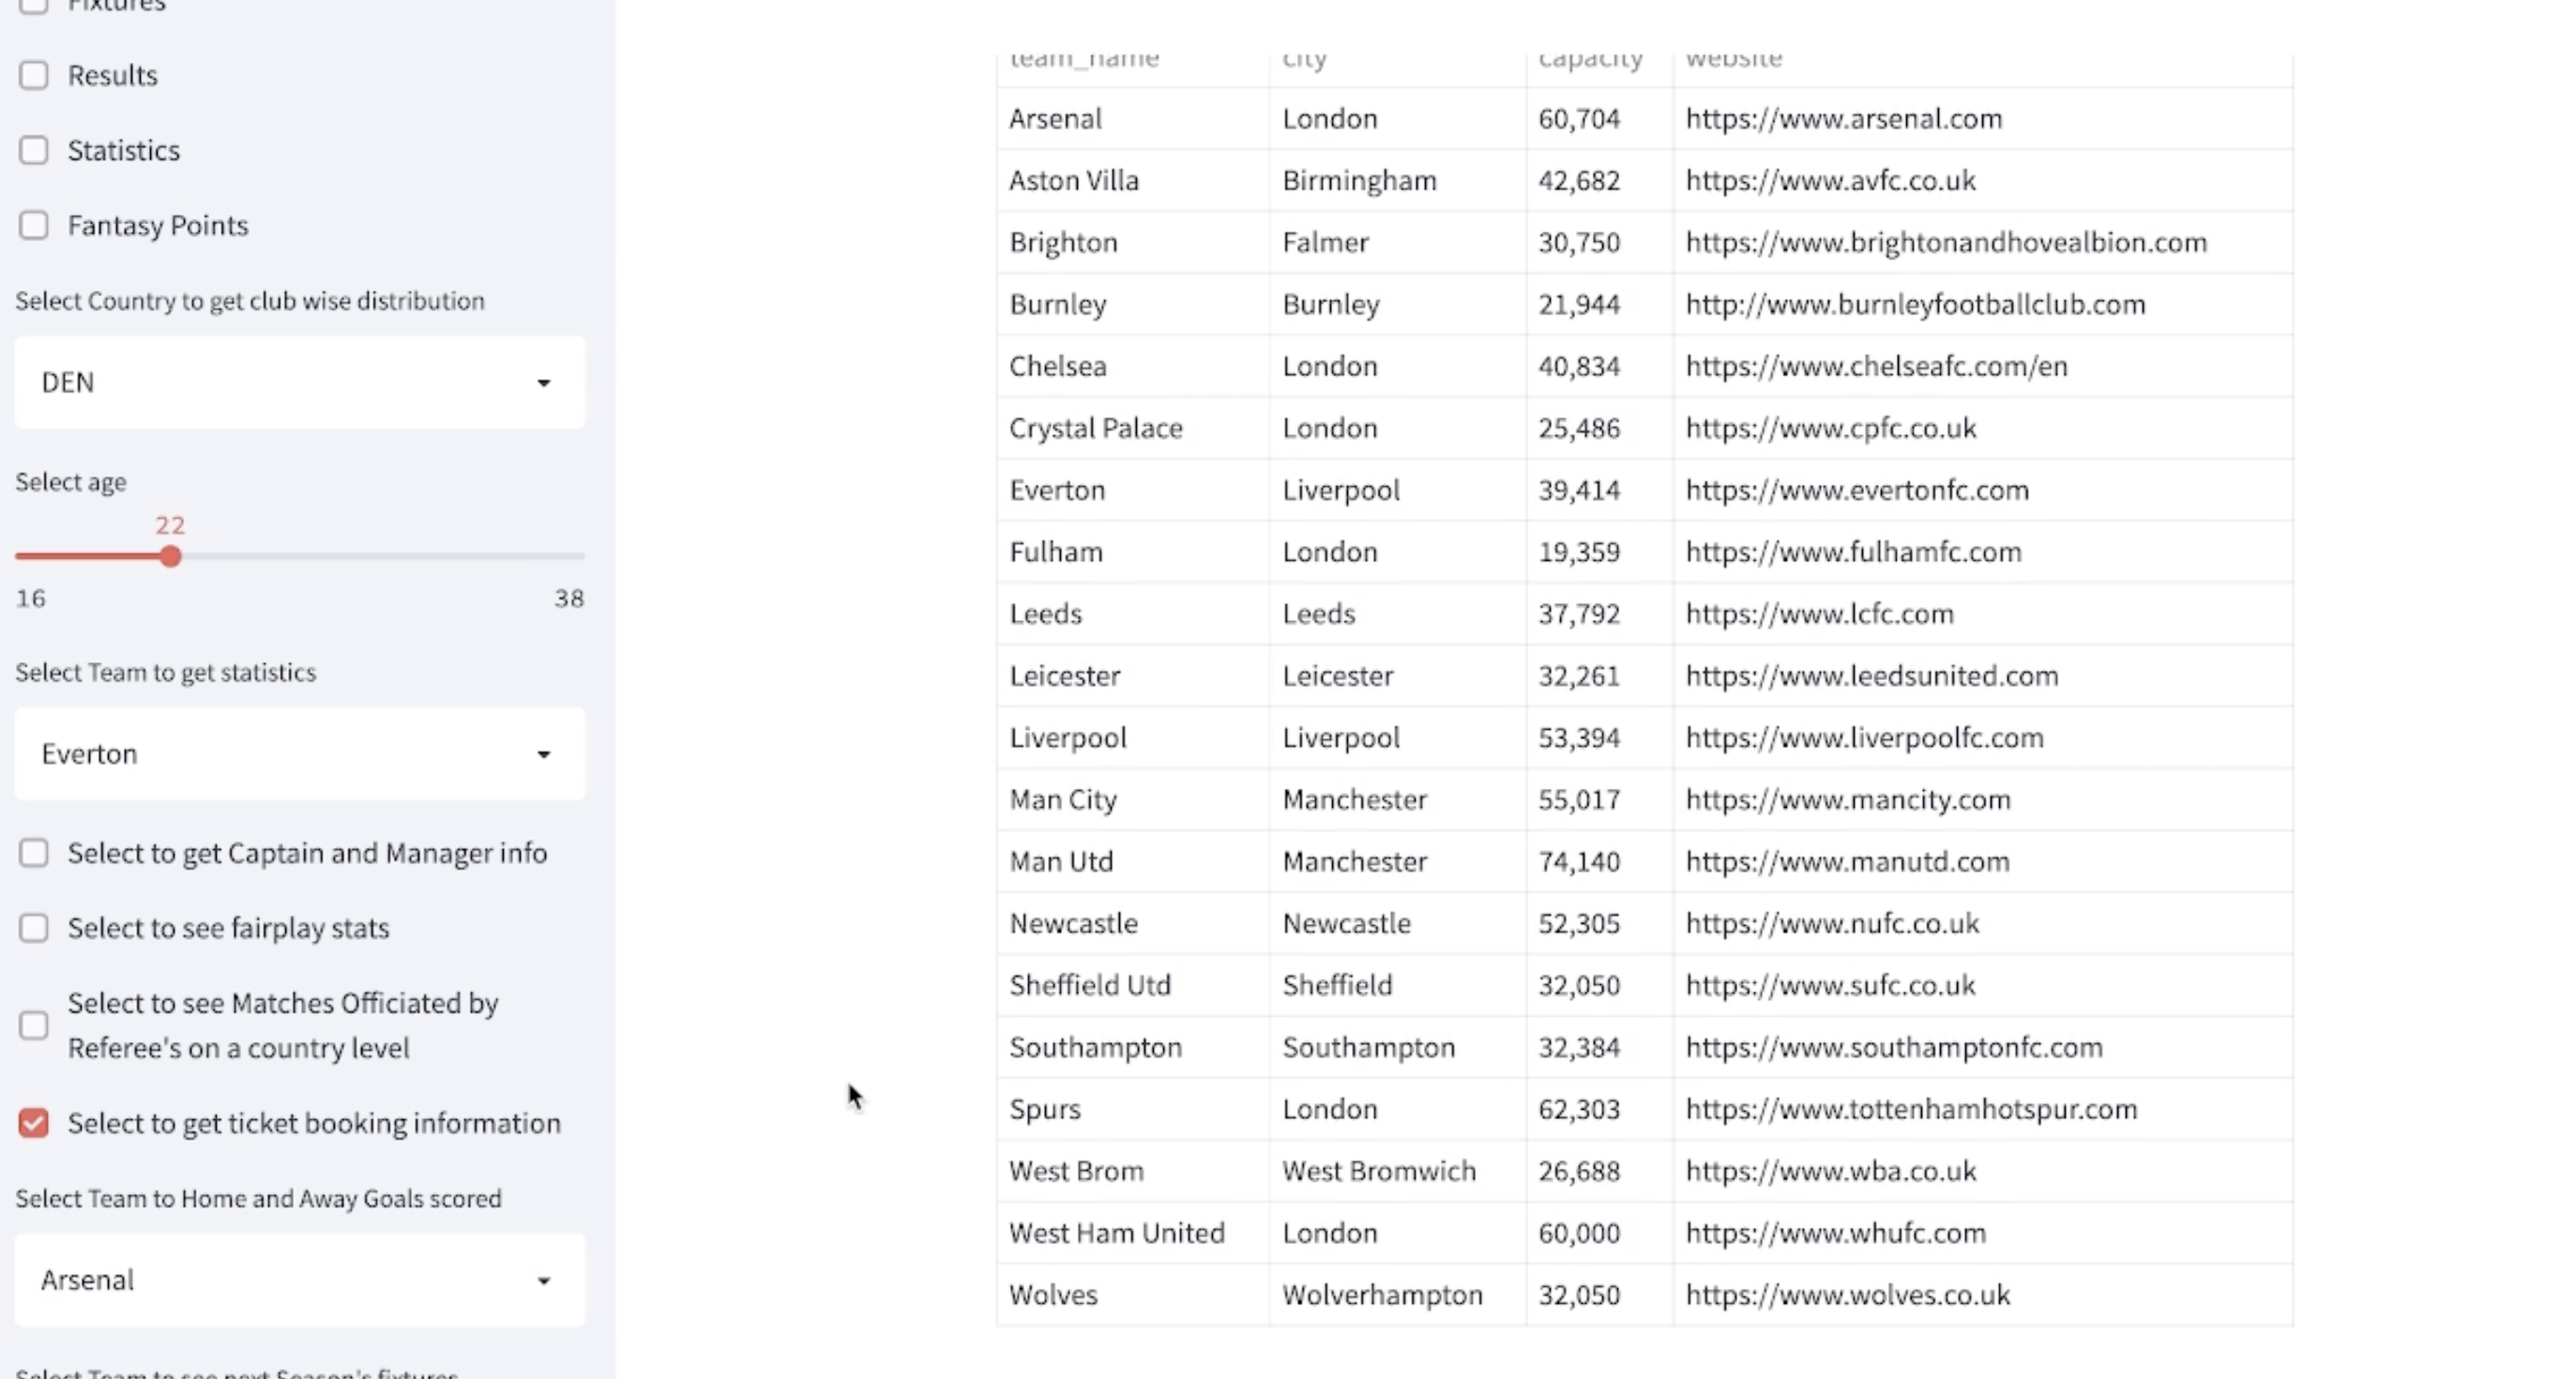 Fixtures
Results
Statistics
Fantasy Points
Select Country to get club wise distribution
DEN
Select age
22
16 38
Select Team to get statistics
Everton
Select to get Captain and Manager info
Select to see fairplay stats
Select to see Matches Officiated by
Referee's on a country level
Select to get ticket booking information
Select Team to Home and Away Goals scored
Arsenal
Select Team to see next Season's fixtures
team_name city capacity website
Arsenal London 60,704 https://www.arsenal.com
Aston Villa Birmingham 42,682 https://www.avfc.co.uk
Brighton Falmer 30,750 https://www.brightonandhovealbion.com
Burnley Burnley 21,944 http://www.burnleyfootballclub.com
Chelsea London 40,834 https://www.chelseafc.com/en
Crystal Palace London 25,486 https://www.cpfc.co.uk
Everton Liverpool 39,414 https://www.evertonfc.com
Fulham London 19,359 https://www.fulhamfc.com
Leeds Leeds 37,792 https://www.lcfc.com
Leicester Leicester 32,261 https://www.leedsunited.com
Liverpool Liverpool 53,394 https://www.liverpoolfc.com
Man City Manchester 55,017 https://www.mancity.com
Man Utd Manchester 74,140 https://www.manutd.com
Newcastle Newcastle 52,305 https://www.nufc.co.uk
Sheffield Utd Sheffield 32,050 https://www.sufc.co.uk
Southampton Southampton 32,384 https://www.southamptonfc.com
Spurs London 62,303 https://www.tottenhamhotspur.com
West Brom West Bromwich 26,688 https://www.wba.co.uk
West Ham United London 60,000 https://www.whufc.com
Wolves Wolverhampton 32,050 https://www.wolves.co.uk